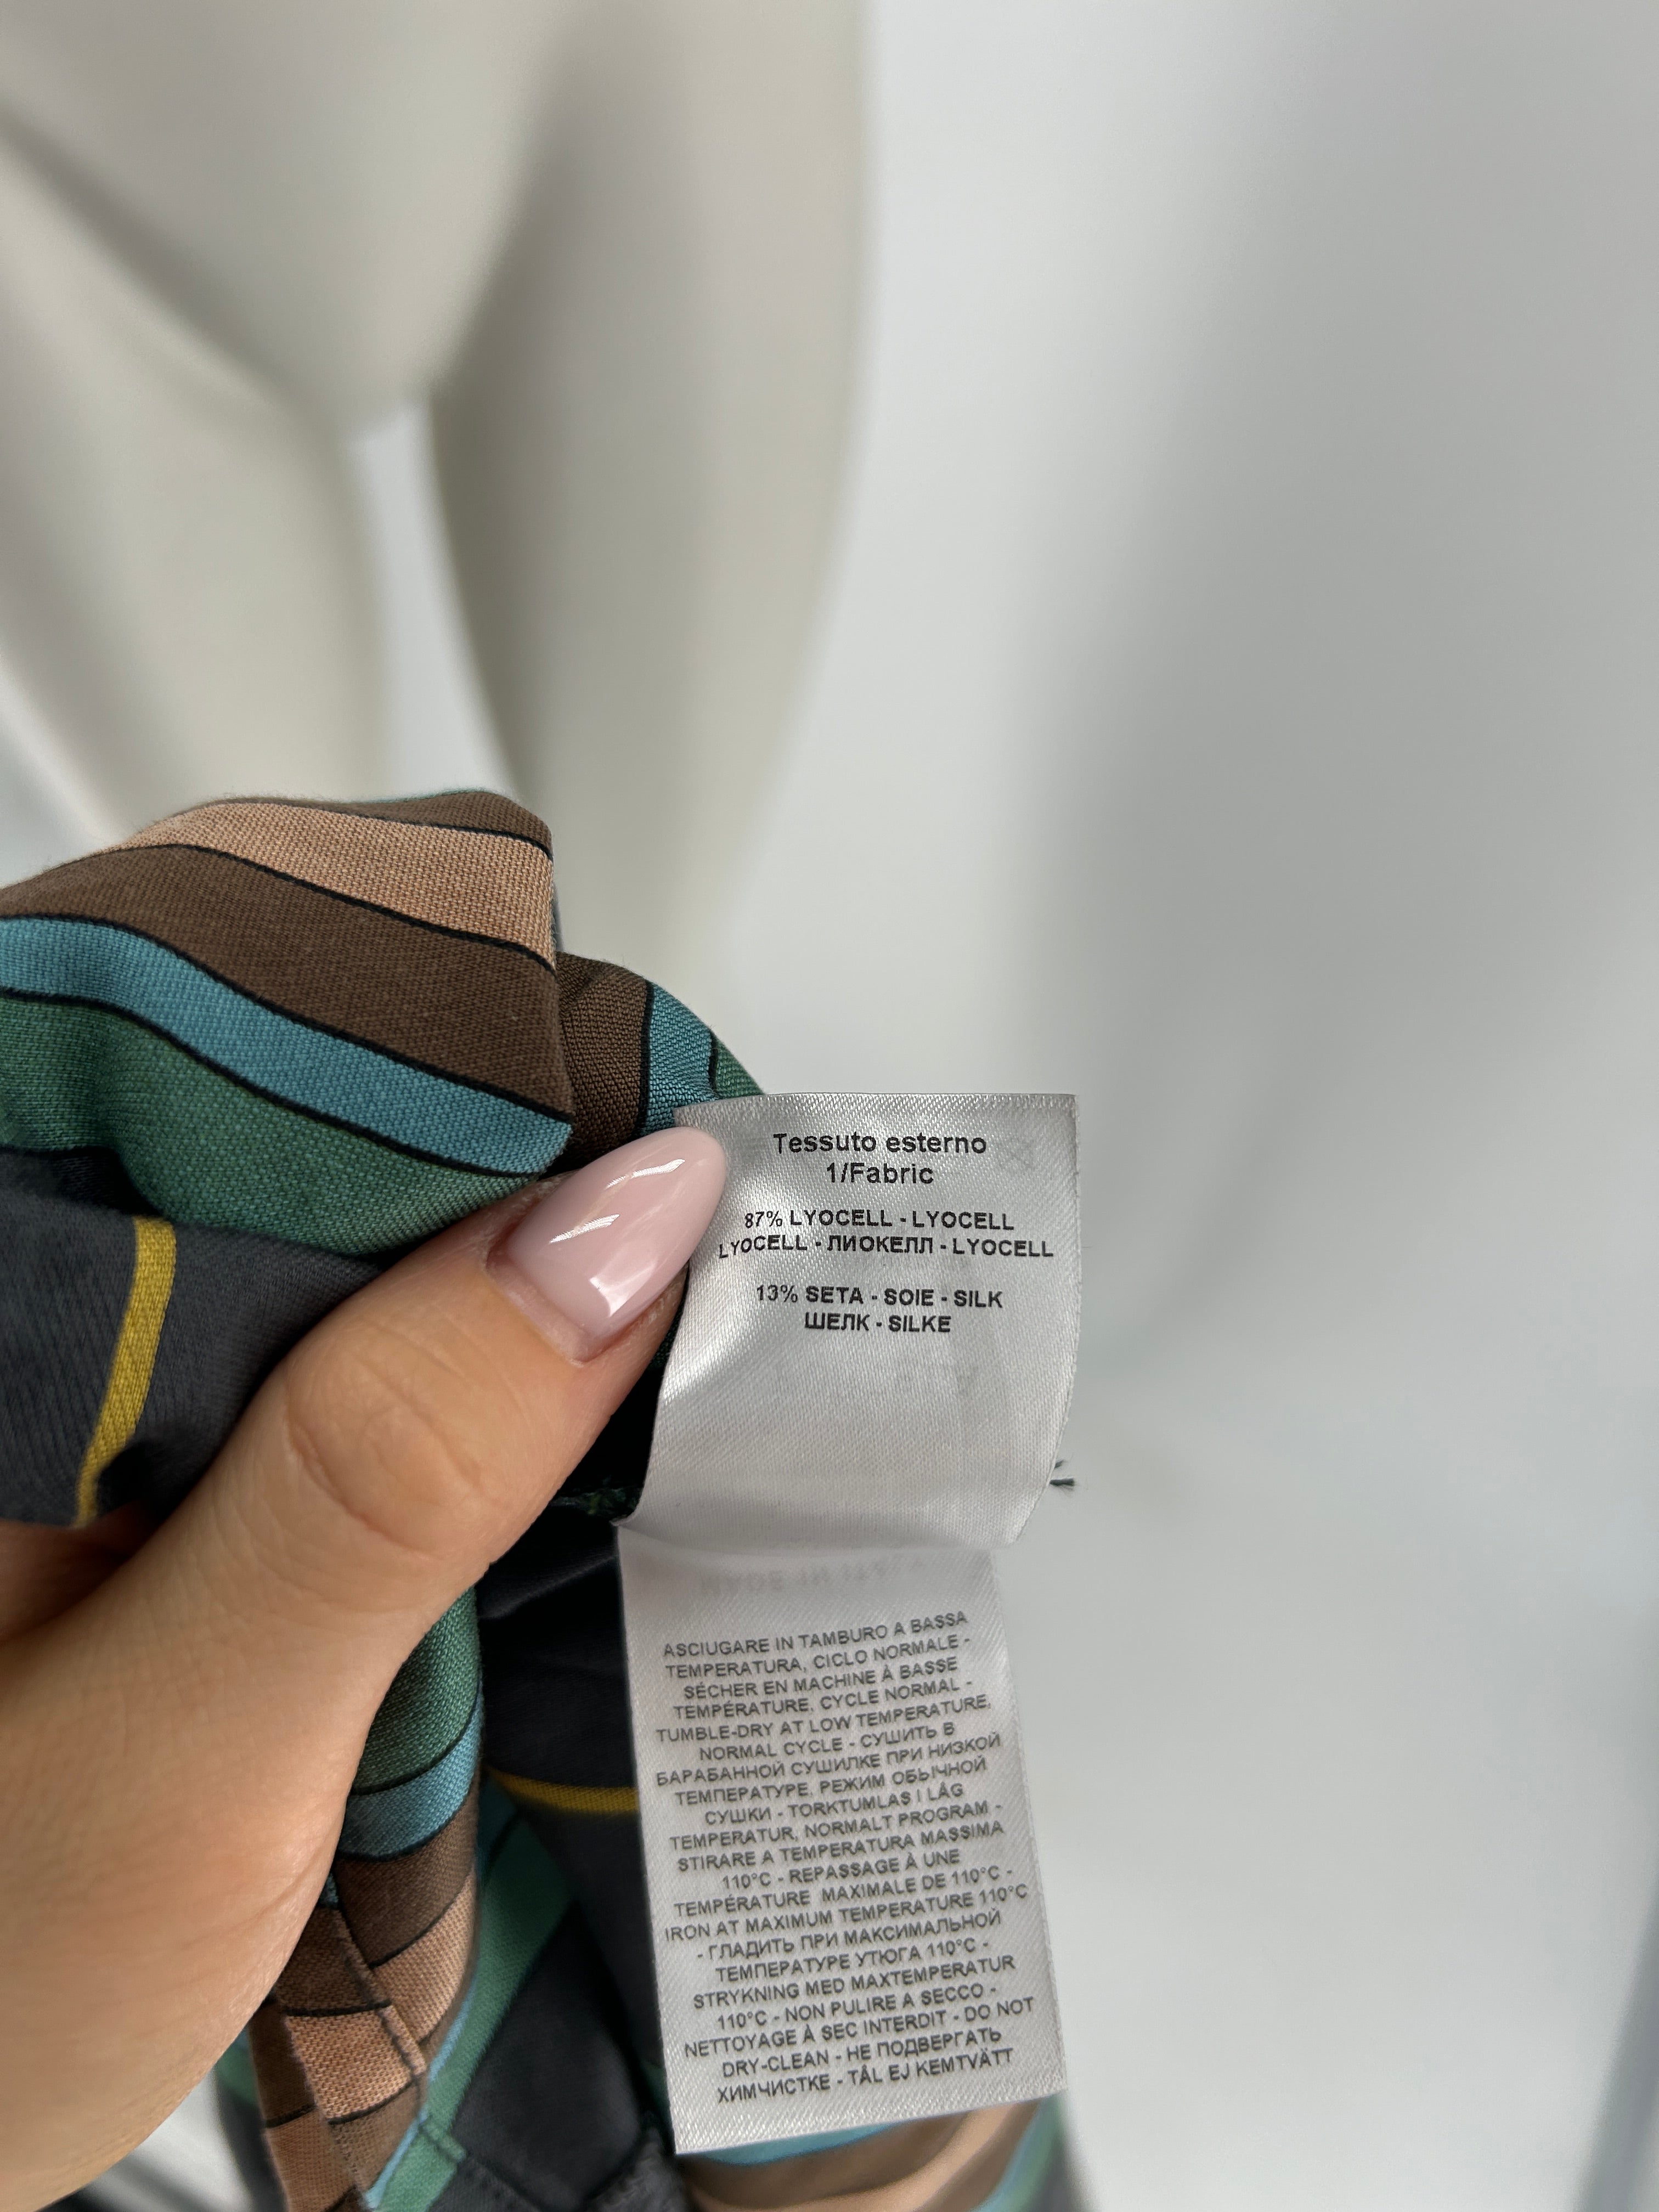 Tessuto esterno
1/Fabric
87% LYOCELL - LYOCELL
LYOCELL - ЛИОКЕЛЛ - LYOCELL
13% SETA - SOIE - SILK
ШЕЛК - SILKE
ASCIUGARE IN TAMBURO A BASSA
TEMPERATURA, CICLO NORMALE -
SÉCHER EN MACHINE À BASSE
TEMPÉRATURE, CYCLE NORMAL -
TUMBLE-DRY AT LOW TEMPERATURE,
NORMAL CYCLE - СУШИТЬ В
БАРАБАННОЙ СУШИЛКЕ ПРИ НИЗКОЙ
ТЕМПЕРАТУРЕ, РЕЖИМ ОБЫЧНОЙ
СУШКИ - TORKTUMLAS I LÅG
TEMPERATUR, NORMALT PROGRAM -
STIRARE A TEMPERATURA MASSIMA
110°C - REPASSAGE À UNE
TEMPÉRATURE MAXIMALE DE 110°C -
IRON AT MAXIMUM TEMPERATURE 110°C
- ГЛАДИТЬ ПРИ МАКСИМАЛЬНОЙ
ТЕМПЕРАТУРЕ УТЮГА 110°C -
STRYKNING MED MAXTEMPERATUR
110°C - NON PULIRE A SECCO -
NETTOYAGE À SEC INTERDIT - DO NOT
DRY-CLEAN - НЕ ПОДВЕРГАТЬ
ХИМЧИСТКЕ - TÅL EJ KEMTVÄTT